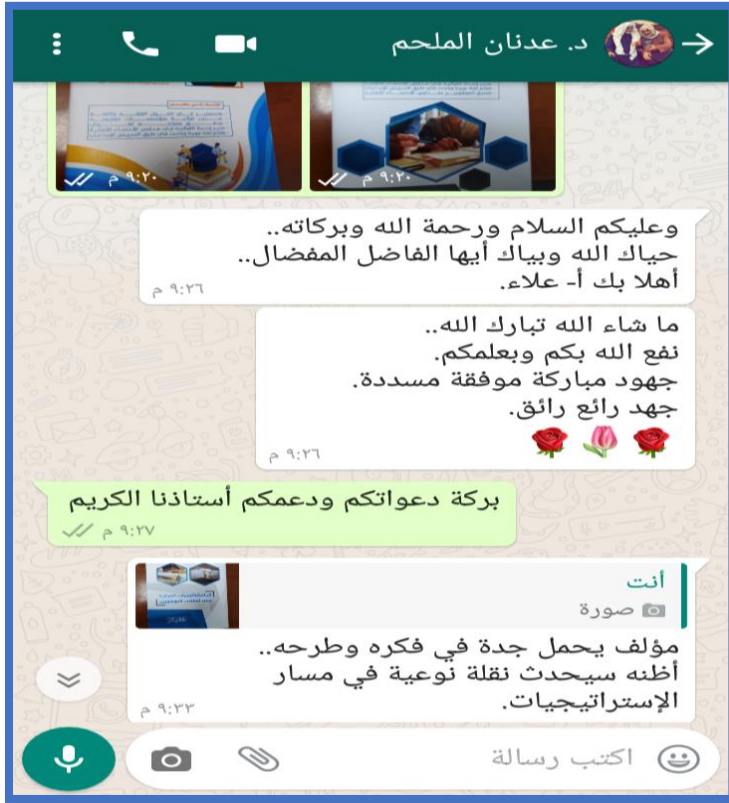 د. عدنان الملحم
٩:٢٠ م
٩:٢٠ م
وعليكم السلام ورحمة الله وبركاته..
حياك الله وبياك أيها الفاضل المفضال..
أهلا بك أ- علاء.
٩:٢٦ م
ما شاء الله تبارك الله..
نفع الله بكم وبعلمكم.
جهود مباركة موفقة مسددة.
جهد رائع رائق.
٩:٢٦ م
بركة دعواتكم ودعمكم أستاذنا الكريم
٩:٢٧ م
أنت
صورة
مؤلف يحمل جدة في فكره وطرحه..
أظنه سيحدث نقلة نوعية في مسار
الإستراتيجيات.
٩:٣٣ م
اكتب رسالة